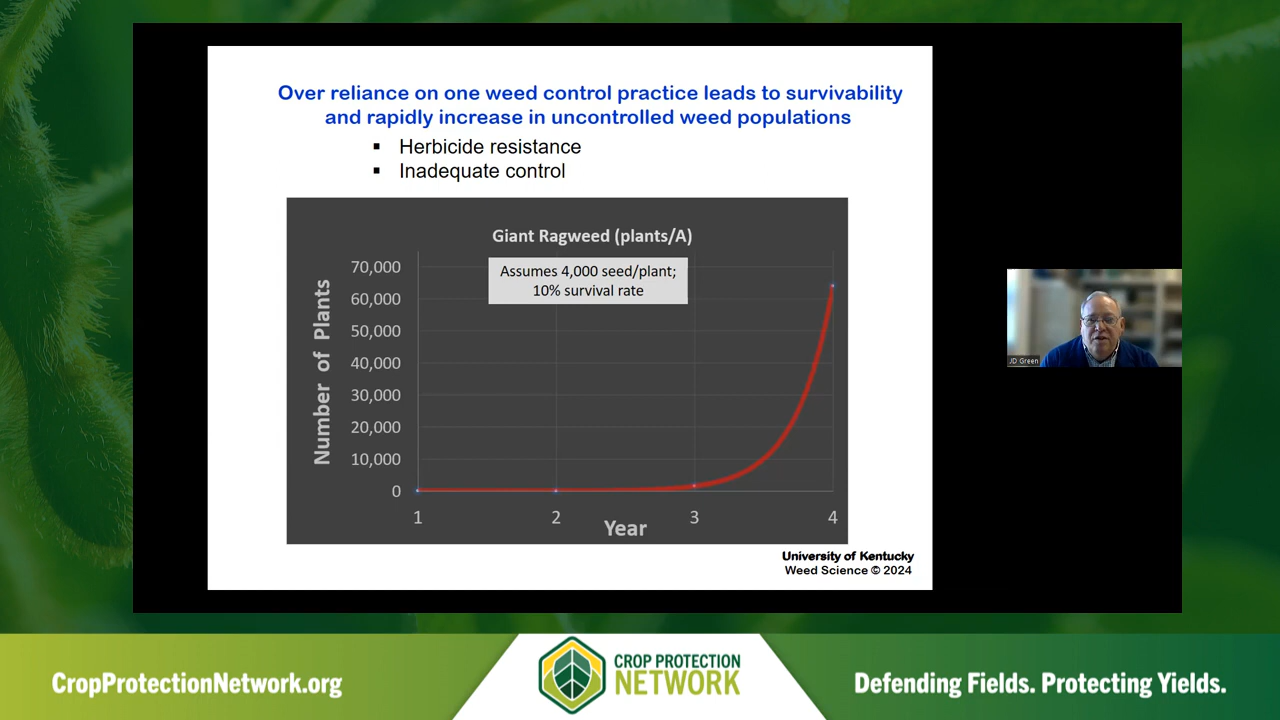 Over reliance on one weed control practice leads to survivability
and rapidly increase in uncontrolled weed populations
▪ Herbicide resistance
▪ Inadequate control
Giant Ragweed (plants/A)
Assumes 4,000 seed/plant;
10% survival rate
Number of Plants
70,000
60,000
50,000
40,000
30,000
20,000
10,000
0
1 2 3 4
Year
University of Kentucky
Weed Science © 2024
JD Green
CropProtectionNetwork.org
CROP PROTECTION
NETWORK
Defending Fields. Protecting Yields.